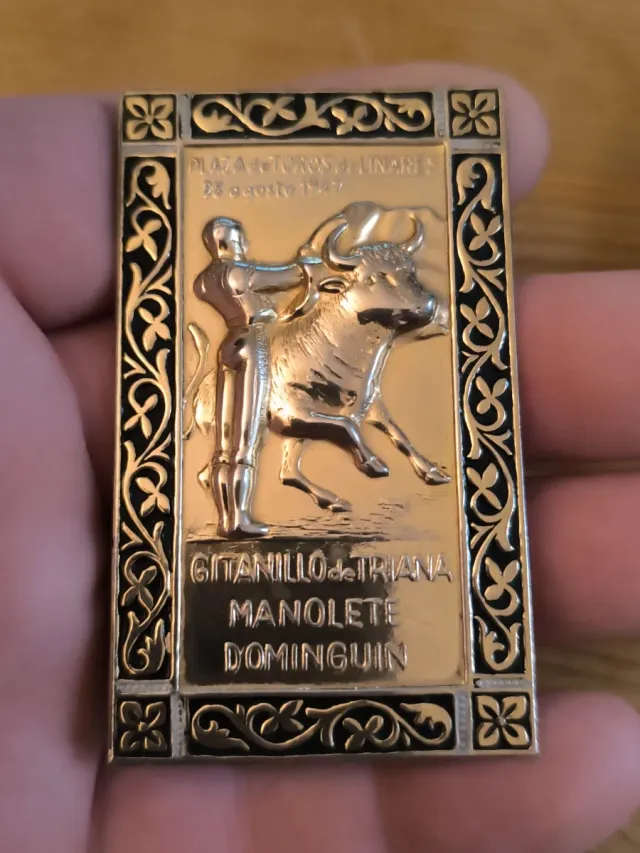 PLAZA de TOROS de LINARES
28 agosto 1947
GITANILLO de TRIANA
MANOLETE
DOMINGUIN